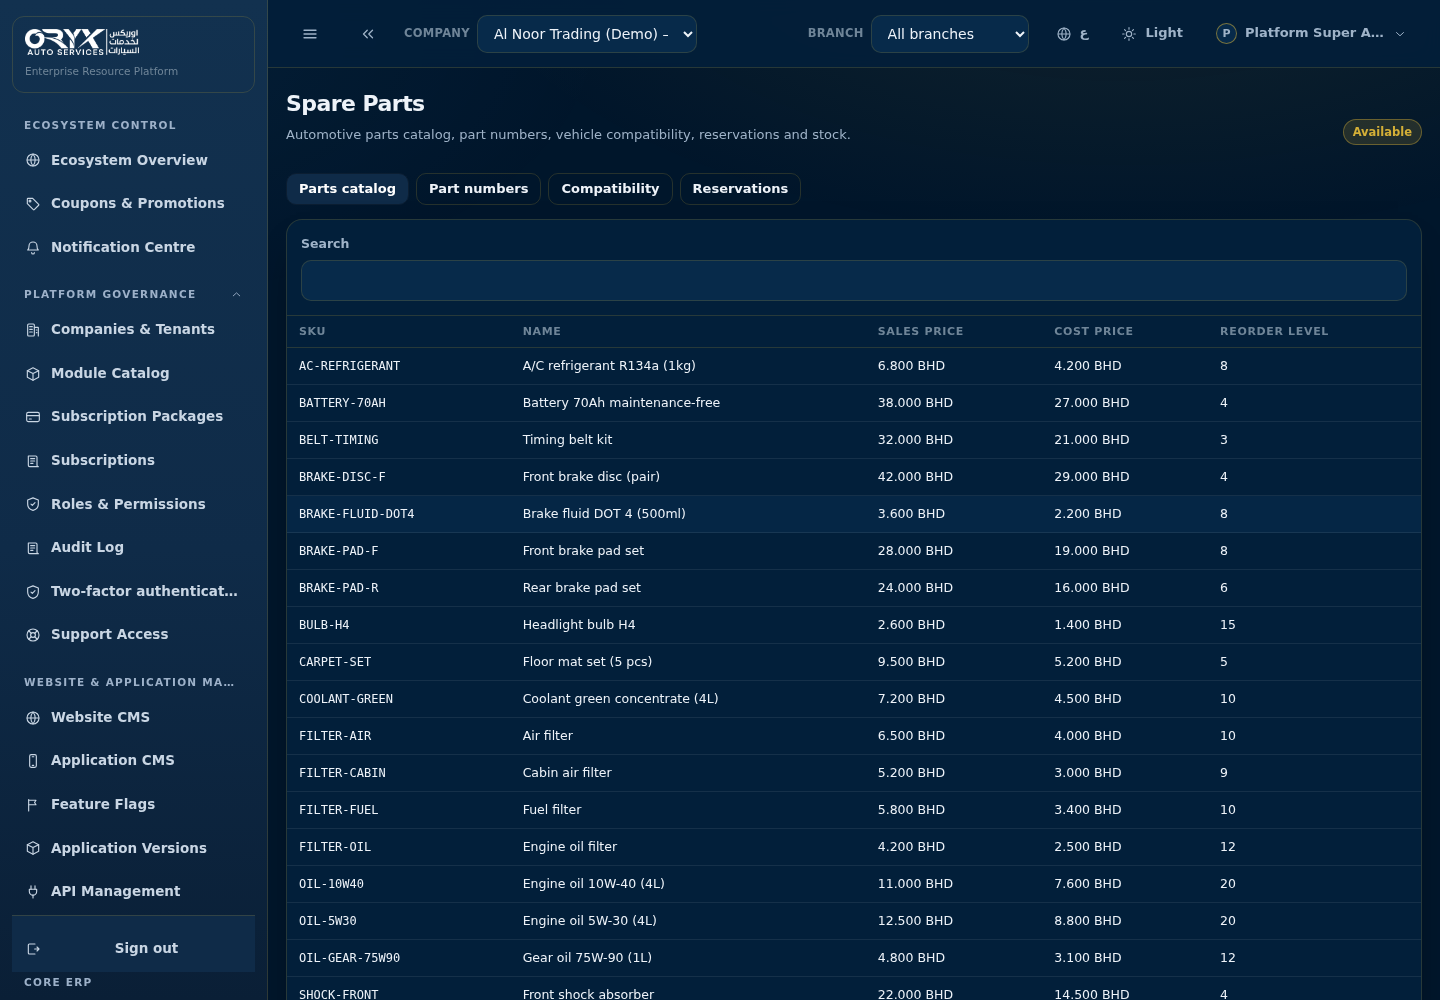 ORYX
AUTO SERVICES
اوريكس
لخدمات
السيارات
Enterprise Resource Platform
ECOSYSTEM CONTROL
Ecosystem Overview
Coupons & Promotions
Notification Centre
PLATFORM GOVERNANCE
Companies & Tenants
Module Catalog
Subscription Packages
Subscriptions
Roles & Permissions
Audit Log
Two-factor authenticat…
Support Access
WEBSITE & APPLICATION MA…
Website CMS
Application CMS
Feature Flags
Application Versions
API Management
Sign out
CORE ERP
COMPANY Al Noor Trading (Demo) – BRANCH All branches ع Light P Platform Super A…
Spare Parts
Automotive parts catalog, part numbers, vehicle compatibility, reservations and stock.
Available
Parts catalog Part numbers Compatibility Reservations
Search
SKU NAME SALES PRICE COST PRICE REORDER LEVEL
AC-REFRIGERANT A/C refrigerant R134a (1kg) 6.800 BHD 4.200 BHD 8
BATTERY-70AH Battery 70Ah maintenance-free 38.000 BHD 27.000 BHD 4
BELT-TIMING Timing belt kit 32.000 BHD 21.000 BHD 3
BRAKE-DISC-F Front brake disc (pair) 42.000 BHD 29.000 BHD 4
BRAKE-FLUID-DOT4 Brake fluid DOT 4 (500ml) 3.600 BHD 2.200 BHD 8
BRAKE-PAD-F Front brake pad set 28.000 BHD 19.000 BHD 8
BRAKE-PAD-R Rear brake pad set 24.000 BHD 16.000 BHD 6
BULB-H4 Headlight bulb H4 2.600 BHD 1.400 BHD 15
CARPET-SET Floor mat set (5 pcs) 9.500 BHD 5.200 BHD 5
COOLANT-GREEN Coolant green concentrate (4L) 7.200 BHD 4.500 BHD 10
FILTER-AIR Air filter 6.500 BHD 4.000 BHD 10
FILTER-CABIN Cabin air filter 5.200 BHD 3.000 BHD 9
FILTER-FUEL Fuel filter 5.800 BHD 3.400 BHD 10
FILTER-OIL Engine oil filter 4.200 BHD 2.500 BHD 12
OIL-10W40 Engine oil 10W-40 (4L) 11.000 BHD 7.600 BHD 20
OIL-5W30 Engine oil 5W-30 (4L) 12.500 BHD 8.800 BHD 20
OIL-GEAR-75W90 Gear oil 75W-90 (1L) 4.800 BHD 3.100 BHD 12
SHOCK-FRONT Front shock absorber 22.000 BHD 14.500 BHD 4